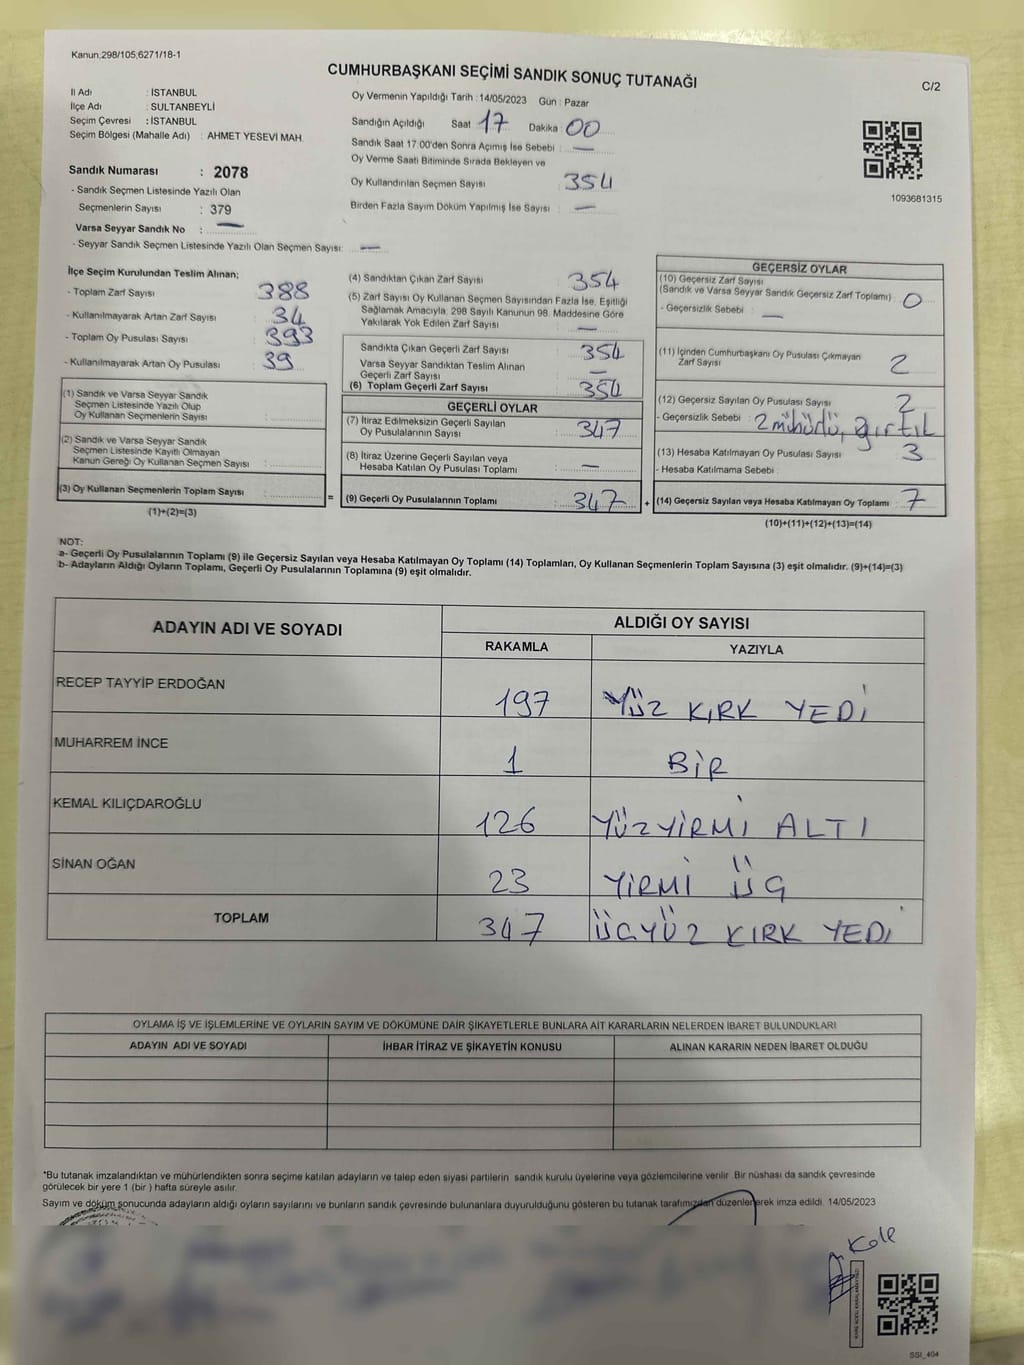 Kanun,298/105,6271/18-1
CUMHURBAŞKANI SEÇİMİ SANDIK SONUÇ TUTANAĞI
C/2
İl Adı : İSTANBUL
İlçe Adı : SULTANBEYLİ
Seçim Çevresi : İSTANBUL
Seçim Bölgesi (Mahalle Adı) : AHMET YESEVİ MAH.
Sandık Numarası : 2078
- Sandık Seçmen Listesinde Yazılı Olan
Seçmenlerin Sayısı : 379
Varsa Seyyar Sandık No : —
- Seyyar Sandık Seçmen Listesinde Yazılı Olan Seçmen Sayısı: —
Oy Vermenin Yapıldığı Tarih : 14/05/2023 Gün : Pazar
Sandığın Açıldığı Saat 17 Dakika : 00
Sandık Saat 17:00'den Sonra Açımış İse Sebebi : —
Oy Verme Saati Bitiminde Sırada Bekleyen ve
Oy Kullandırılan Seçmen Sayısı : 354
Birden Fazla Sayım Döküm Yapılmış İse Sayısı : —
1093681315
İlçe Seçim Kurulundan Teslim Alınan;
- Toplam Zarf Sayısı : 388
- Kullanılmayarak Artan Zarf Sayısı : 34
- Toplam Oy Pusulası Sayısı : 393
- Kullanılmayarak Artan Oy Pusulası : 39
(1) Sandık ve Varsa Seyyar Sandık
Seçmen Listesinde Yazılı Olup
Oy Kullanan Seçmenlerin Sayısı :
(2) Sandık ve Varsa Seyyar Sandık
Seçmen Listesinde Kayıtlı Olmayan
Kanun Gereği Oy Kullanan Seçmen Sayısı :
(3) Oy Kullanan Seçmenlerin Toplam Sayısı : =
(1)+(2)=(3)
(4) Sandıktan Çıkan Zarf Sayısı 354
(5) Zarf Sayısı Oy Kullanan Seçmen Sayısından Fazla İse, Eşitliği
Sağlamak Amacıyla, 298 Sayılı Kanunun 98. Maddesine Göre
Yakılarak Yok Edilen Zarf Sayısı : —
Sandıkta Çıkan Geçerli Zarf Sayısı : 354
Varsa Seyyar Sandıktan Teslim Alınan
Geçerli Zarf Sayısı : —
(6) Toplam Geçerli Zarf Sayısı : 354
GEÇERLİ OYLAR
(7) İtiraz Edilmeksizin Geçerli Sayılan
Oy Pusulalarının Sayısı : 347
(8) İtiraz Üzerine Geçerli Sayılan veya
Hesaba Katılan Oy Pusulası Toplamı : —
(9) Geçerli Oy Pusulalarının Toplamı : 347 +
GEÇERSİZ OYLAR
(10) Geçersiz Zarf Sayısı
(Sandık ve Varsa Seyyar Sandık Geçersiz Zarf Toplamı) : 0
- Geçersizlik Sebebi : —
(11) İçinden Cumhurbaşkanı Oy Pusulası Çıkmayan
Zarf Sayısı : 2
(12) Geçersiz Sayılan Oy Pusulası Sayısı : 2
- Geçersizlik Sebebi : 2 mühürlü,
(13) Hesaba Katılmayan Oy Pusulası Sayısı : 3
- Hesaba Katılmama Sebebi :
(14) Geçersiz Sayılan veya Hesaba Katılmayan Oy Toplamı : 7
(10)+(11)+(12)+(13)=(14)
NOT:
a- Geçerli Oy Pusulalarının Toplamı (9) ile Geçersiz Sayılan veya Hesaba Katılmayan Oy Toplamı (14) Toplamları, Oy Kullanan Seçmenlerin Toplam Sayısına (3) eşit olmalıdır. (9)+(14)=(3)
b- Adayların Aldığı Oyların Toplamı, Geçerli Oy Pusulalarının Toplamına (9) eşit olmalıdır.
ADAYIN ADI VE SOYADI ALDIĞI OY SAYISI
RAKAMLA YAZIYLA
RECEP TAYYİP ERDOĞAN 197 YÜZ KIRK YEDİ
MUHARREM İNCE 1 BİR
KEMAL KILIÇDAROĞLU 126 YÜZYİRMİ ALTI
SİNAN OĞAN 23 YİRMİ ÜÇ
TOPLAM 347 ÜÇYÜZ KIRK YEDİ
OYLAMA İŞ VE İŞLEMLERİNE VE OYLARIN SAYIM VE DÖKÜMÜNE DAİR ŞİKAYETLERLE BUNLARA AİT KARARLARIN NELERDEN İBARET BULUNDUKLARI
ADAYIN ADI VE SOYADI İHBAR İTİRAZ VE ŞİKAYETİN KONUSU ALINAN KARARIN NEDEN İBARET OLDUĞU
*Bu tutanak imzalandıktan ve mühürlendikten sonra seçime katılan adayların ve talep eden siyasi partilerin sandık kurulu üyelerine veya gözlemcilerine verilir. Bir nüshası da sandık çevresinde
görülecek bir yere 1 (bir ) hafta süreyle asılır.
Sayım ve döküm sonucunda adayların aldığı oyların sayılarını ve bunların sandık çevresinde bulunanlara duyurulduğunu gösteren bu tutanak tarafımızdan düzenlenerek imza edildi. 14/05/2023
SSI_404